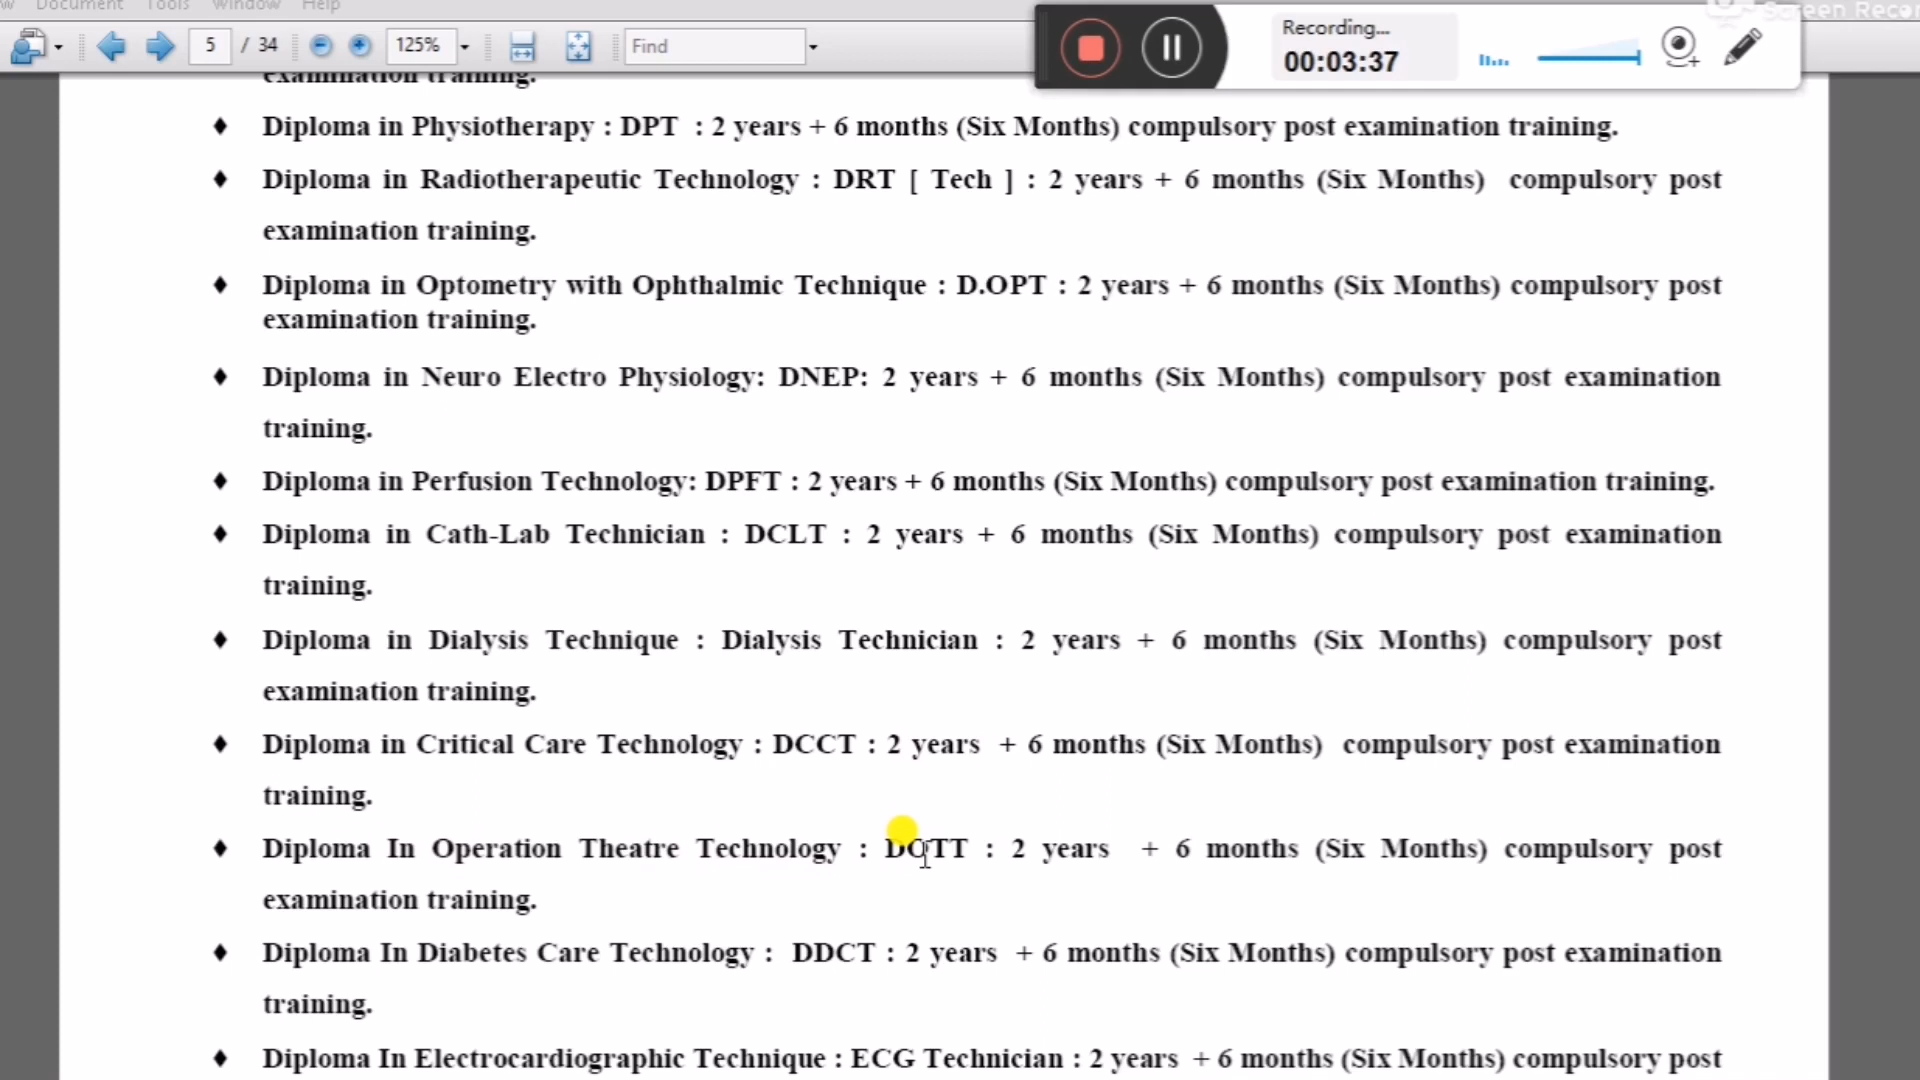 Document Tools Window Help
Screen Recor
5 / 34 125% Find
Recording...
00:03:37
examination training.
♦ Diploma in Physiotherapy : DPT : 2 years + 6 months (Six Months) compulsory post examination training.
♦ Diploma in Radiotherapeutic Technology : DRT [ Tech ] : 2 years + 6 months (Six Months) compulsory post
examination training.
♦ Diploma in Optometry with Ophthalmic Technique : D.OPT : 2 years + 6 months (Six Months) compulsory post
examination training.
♦ Diploma in Neuro Electro Physiology: DNEP: 2 years + 6 months (Six Months) compulsory post examination
training.
♦ Diploma in Perfusion Technology: DPFT : 2 years + 6 months (Six Months) compulsory post examination training.
♦ Diploma in Cath-Lab Technician : DCLT : 2 years + 6 months (Six Months) compulsory post examination
training.
♦ Diploma in Dialysis Technique : Dialysis Technician : 2 years + 6 months (Six Months) compulsory post
examination training.
♦ Diploma in Critical Care Technology : DCCT : 2 years + 6 months (Six Months) compulsory post examination
training.
♦ Diploma In Operation Theatre Technology : DOTT : 2 years + 6 months (Six Months) compulsory post
examination training.
♦ Diploma In Diabetes Care Technology : DDCT : 2 years + 6 months (Six Months) compulsory post examination
training.
♦ Diploma In Electrocardiographic Technique : ECG Technician : 2 years + 6 months (Six Months) compulsory post